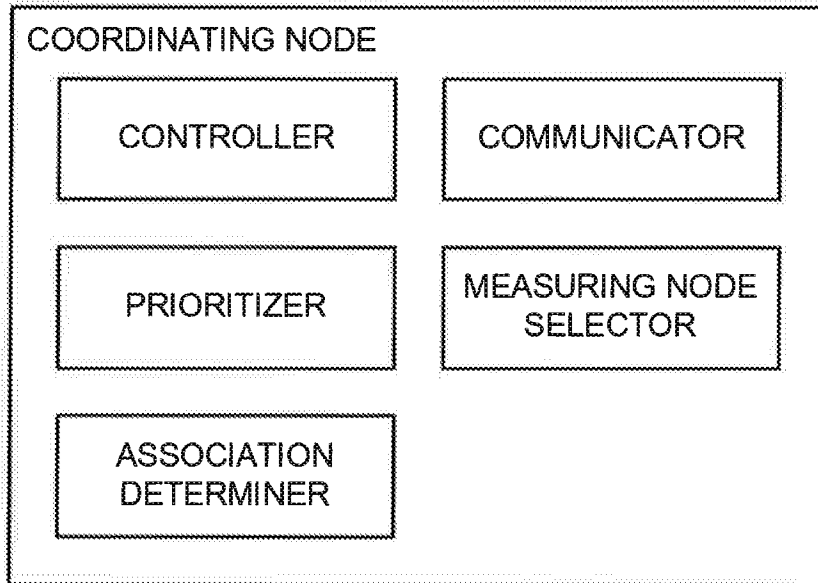 COORDINATING NODE
CONTROLLER
COMMUNICATOR
PRIORITIZER
MEASURING NODE
SELECTOR
ASSOCIATION
DETERMINER